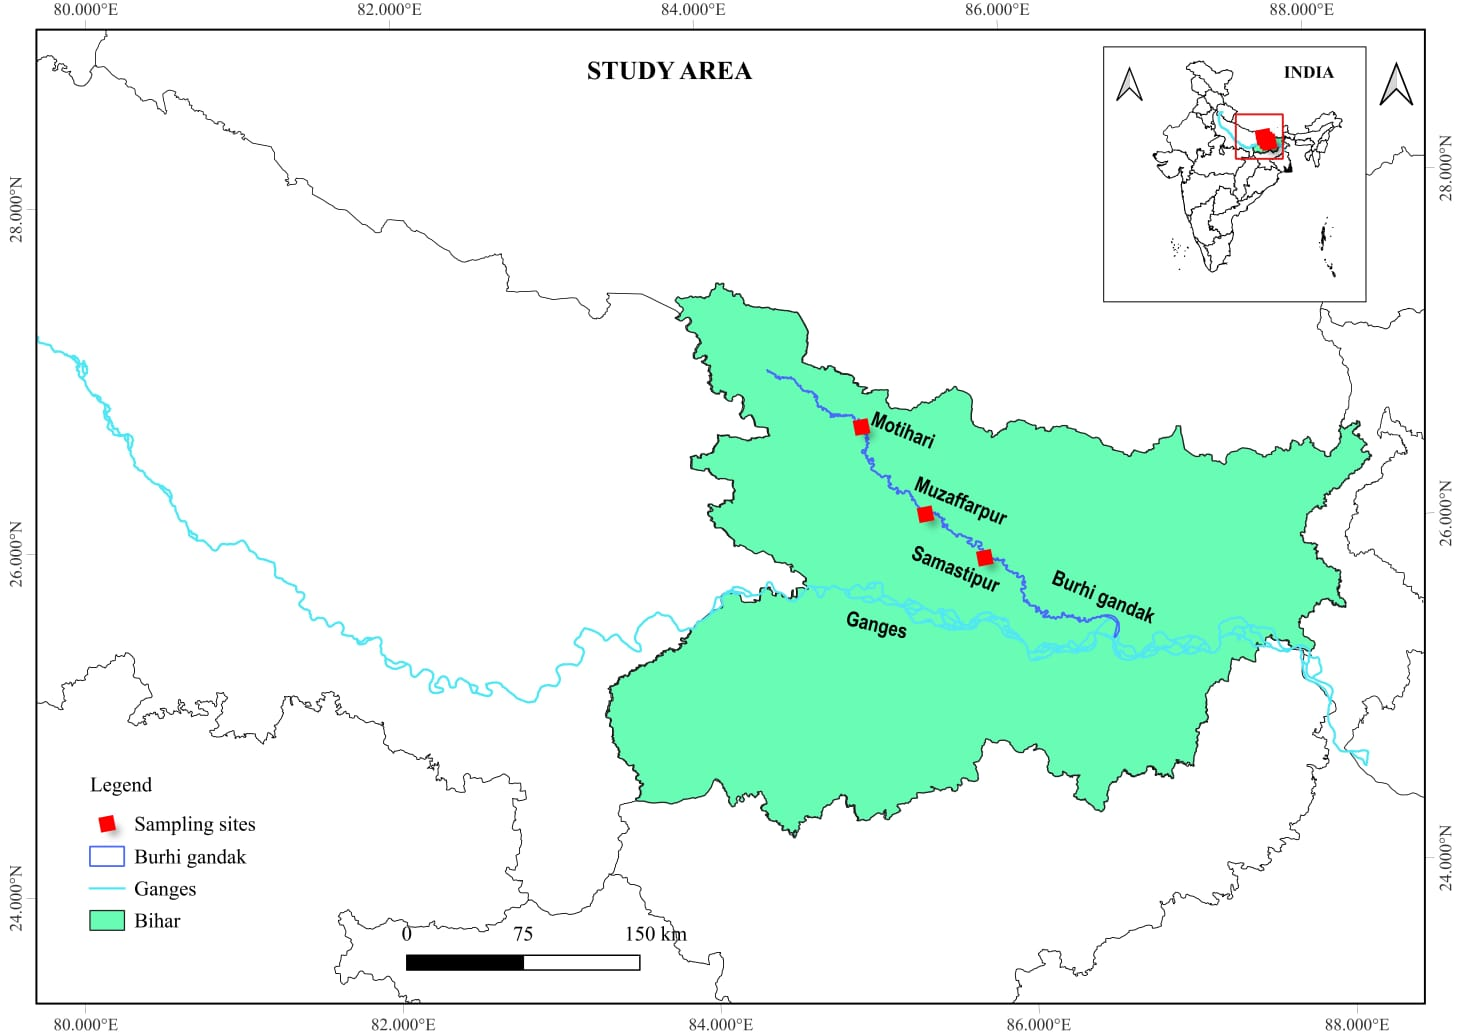 80.000°E 82.000°E 84.000°E 86.000°E 88.000°E
STUDY AREA
INDIA
28.000°N
28.000°N
Motihari
Muzaffarpur
Samastipur
Burhi gandak
Ganges
26.000°N
26.000°N
Legend
Sampling sites
Burhi gandak
Ganges
Bihar
24.000°N
24.000°N
0 75 150 km
80.000°E 82.000°E 84.000°E 86.000°E 88.000°E